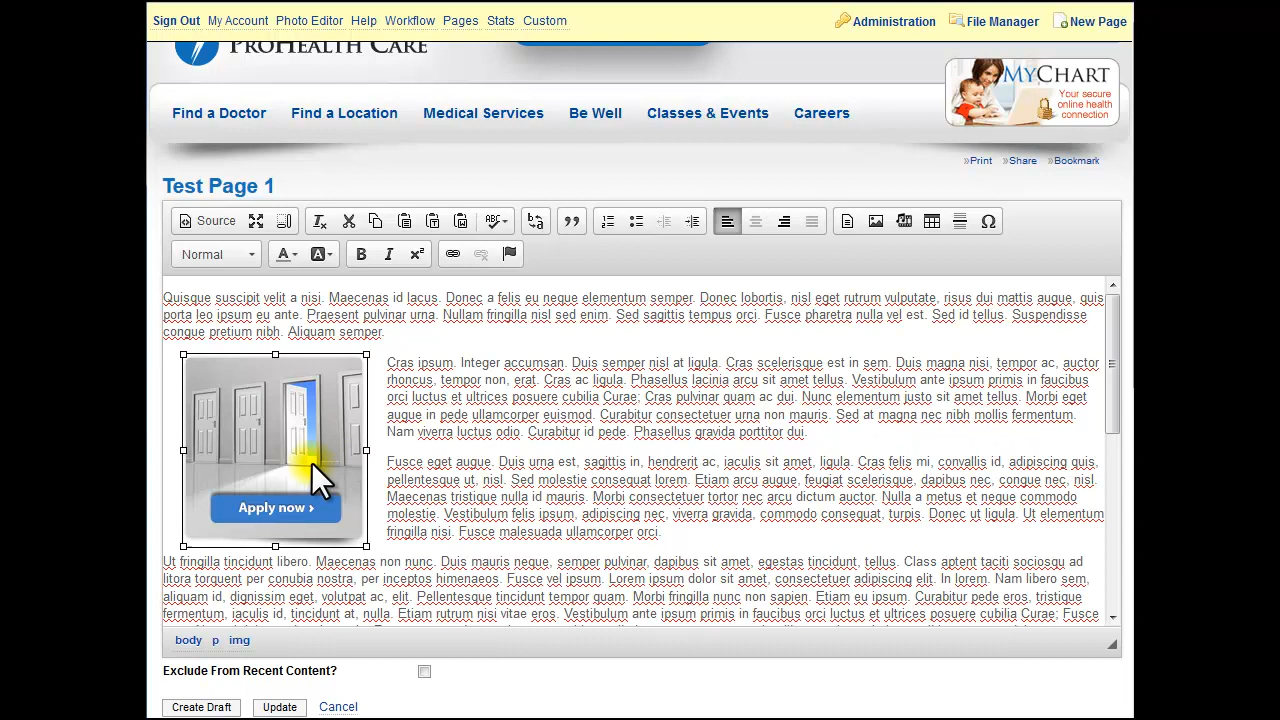 Sign Out My Account Photo Editor Help Workflow Pages Stats Custom Administration File Manager New Page
PROHEALTH CARE
MYCHART
Your secure
online health
connection
Find a Doctor Find a Location Medical Services Be Well Classes & Events Careers
»Print »Share »Bookmark
Test Page 1
Source
Normal
Quisque suscipit velit a nisi. Maecenas id lacus. Donec a felis eu neque elementum semper. Donec lobortis, nisl eget rutrum vulputate, risus dui mattis augue, quis
porta leo ipsum eu ante. Praesent pulvinar urna. Nullam fringilla nisl sed enim. Sed sagittis tempus orci. Fusce pharetra nulla vel est. Sed id tellus. Suspendisse
congue pretium nibh. Aliquam semper.
Cras ipsum. Integer accumsan. Duis semper nisl at ligula. Cras scelerisque est in sem. Duis magna nisi, tempor ac, auctor
rhoncus, tempor non, erat. Cras ac ligula. Phasellus lacinia arcu sit amet tellus. Vestibulum ante ipsum primis in faucibus
orci luctus et ultrices posuere cubilia Curae; Cras pulvinar quam ac dui. Nunc elementum justo sit amet tellus. Morbi eget
augue in pede ullamcorper euismod. Curabitur consectetuer urna non mauris. Sed at magna nec nibh mollis fermentum.
Nam viverra luctus odio. Curabitur id pede. Phasellus gravida porttitor dui.
Fusce eget augue. Duis urna est, sagittis in, hendrerit ac, iaculis sit amet, ligula. Cras felis mi, convallis id, adipiscing quis,
pellentesque ut, nisl. Sed molestie consequat lorem. Etiam arcu augue, feugiat scelerisque, dapibus nec, congue nec, nisl.
Maecenas tristique nulla id mauris. Morbi consectetuer tortor nec arcu dictum auctor. Nulla a metus ut neque commodo
molestie. Vestibulum felis ipsum, adipiscing nec, viverra gravida, commodo consequat, turpis. Donec ut ligula. Ut elementum
fringilla nisi. Fusce malesuada ullamcorper orci.
Apply now ›
Ut fringilla tincidunt libero. Maecenas non nunc. Duis mauris neque, semper pulvinar, dapibus sit amet, egestas tincidunt, tellus. Class aptent taciti sociosqu ad
litora torquent per conubia nostra, per inceptos himenaeos. Fusce vel ipsum. Lorem ipsum dolor sit amet, consectetuer adipiscing elit. In lorem. Nam libero sem,
aliquam id, dignissim eget, volutpat ac, elit. Pellentesque tincidunt tempor quam. Morbi fringilla nunc non sapien. Etiam eu ipsum. Curabitur pede eros, tristique
fermentum, iaculis id, tincidunt at, nulla. Etiam rutrum nisi vitae eros. Vestibulum ante ipsum primis in faucibus orci luctus et ultrices posuere cubilia Curae; Fusce
body p img
Exclude From Recent Content?
Create Draft Update Cancel